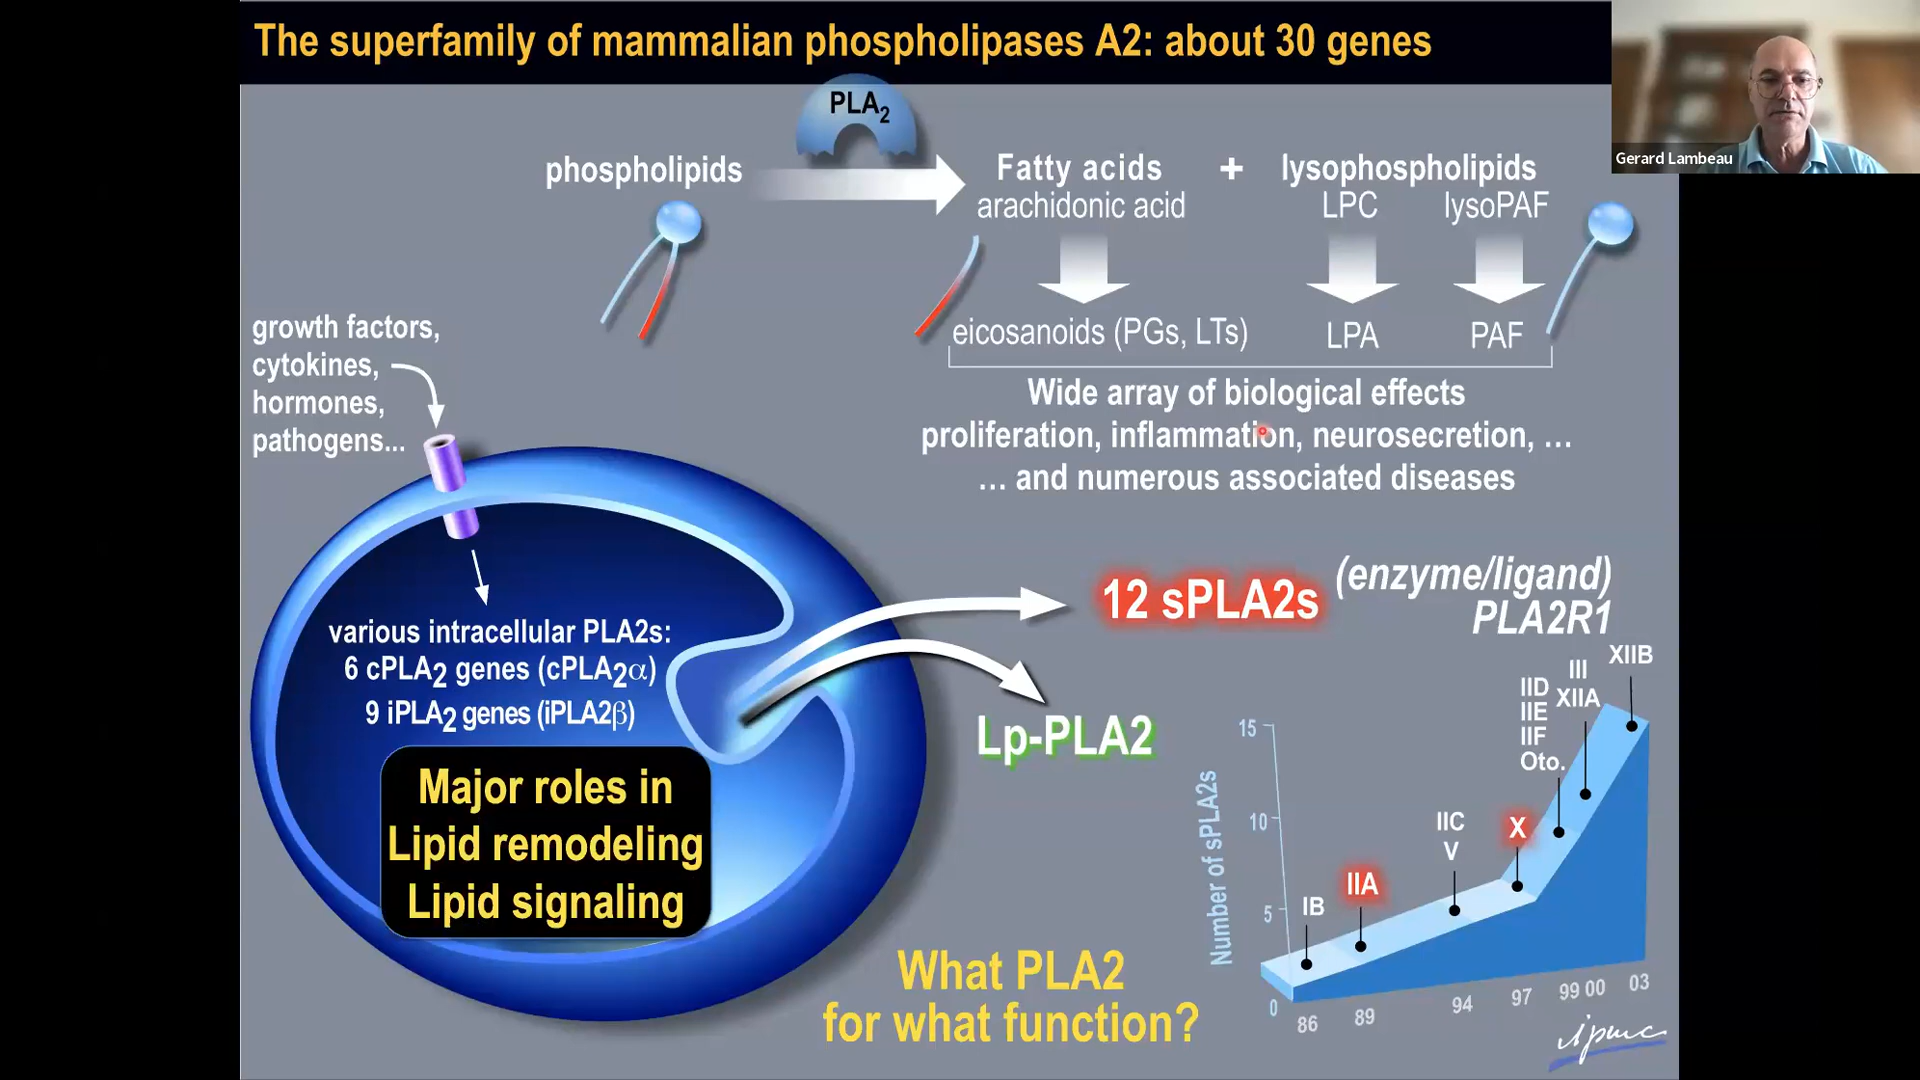 The superfamily of mammalian phospholipases A2: about 30 genes
Gerard Lambeau
PLA2
phospholipids
Fatty acids + lysophospholipids
arachidonic acid LPC lysoPAF
eicosanoids (PGs, LTs) LPA PAF
Wide array of biological effects
proliferation, inflammation, neurosecretion, ...
... and numerous associated diseases
growth factors,
cytokines,
hormones,
pathogens...
various intracellular PLA2s:
6 cPLA2 genes (cPLA2α)
9 iPLA2 genes (iPLA2β)
Major roles in
Lipid remodeling
Lipid signaling
12 sPLA2s (enzyme/ligand)
PLA2R1
Lp-PLA2
What PLA2
for what function?
Number of sPLA2s
15
10
5
0
86 89 94 97 99 00 03
IB
IIA
IIC
V
X
IID
IIE
IIF
Oto.
III
XIIA
XIIB
ipmc